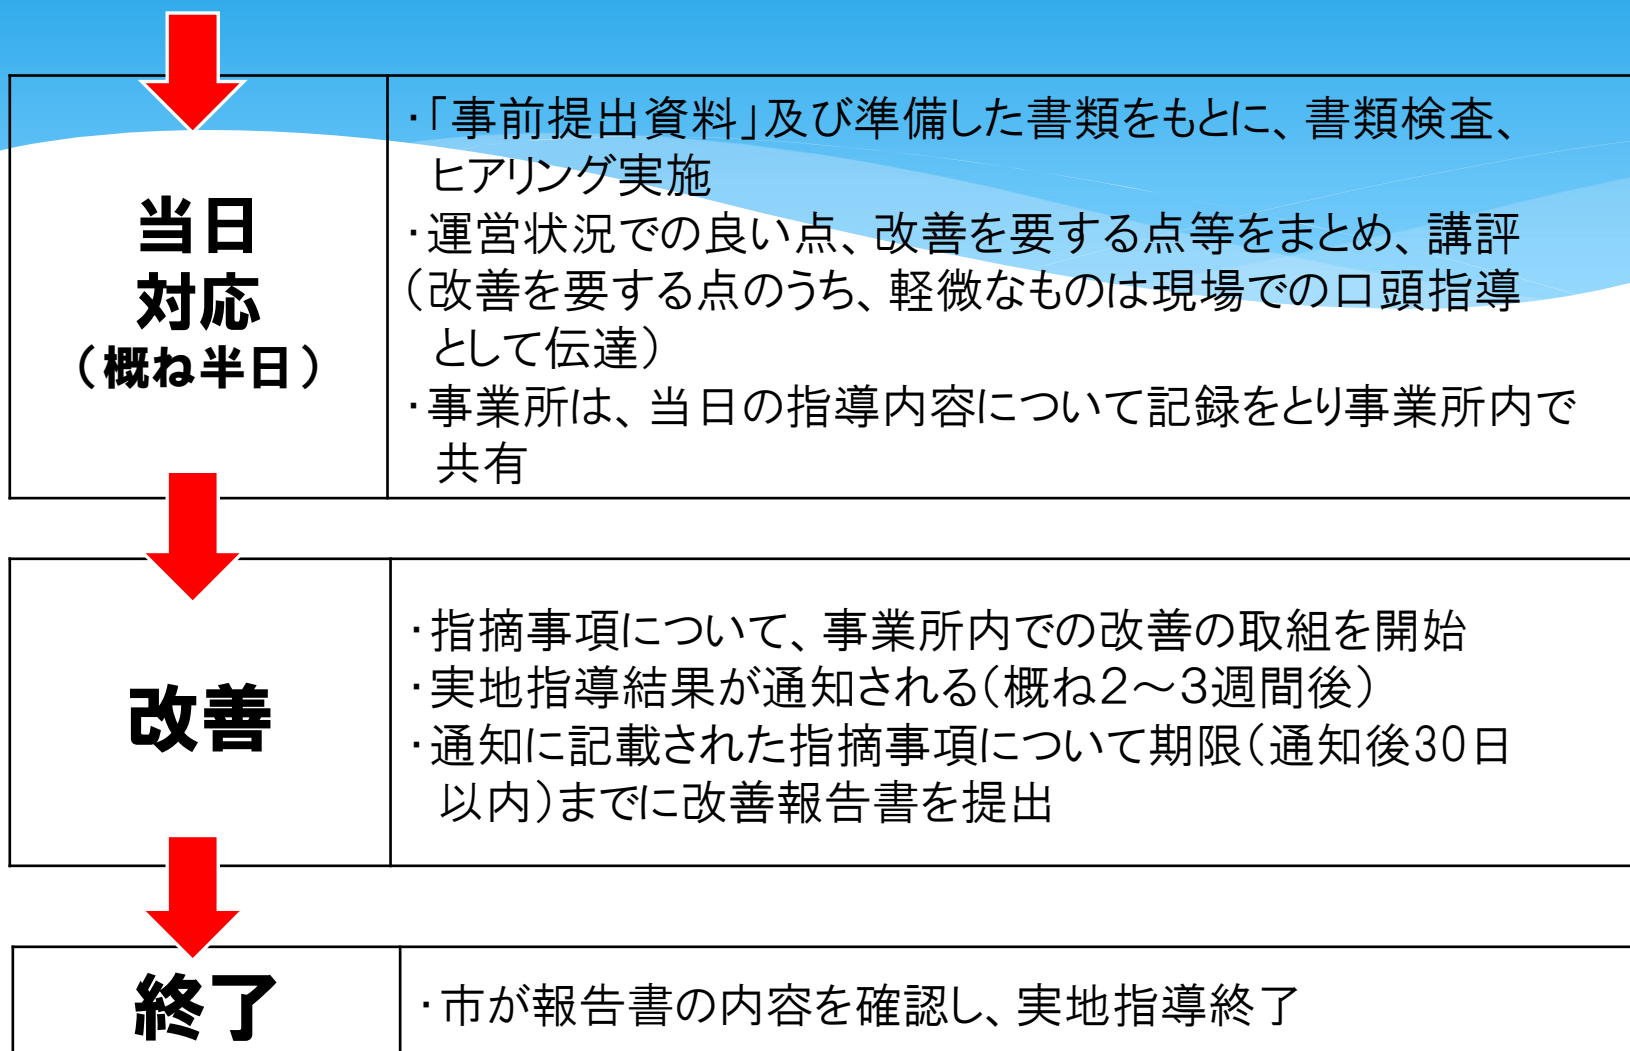 当日
対応
（概ね半日）
・「事前提出資料」及び準備した書類をもとに、書類検査、
ヒアリング実施
・運営状況での良い点、改善を要する点等をまとめ、講評
（改善を要する点のうち、軽微なものは現場での口頭指導
として伝達）
・事業所は、当日の指導内容について記録をとり事業所内で
共有
改善
・指摘事項について、事業所内での改善の取組を開始
・実地指導結果が通知される（概ね２～３週間後）
・通知に記載された指摘事項について期限（通知後30日
以内）までに改善報告書を提出
終了
・市が報告書の内容を確認し、実地指導終了